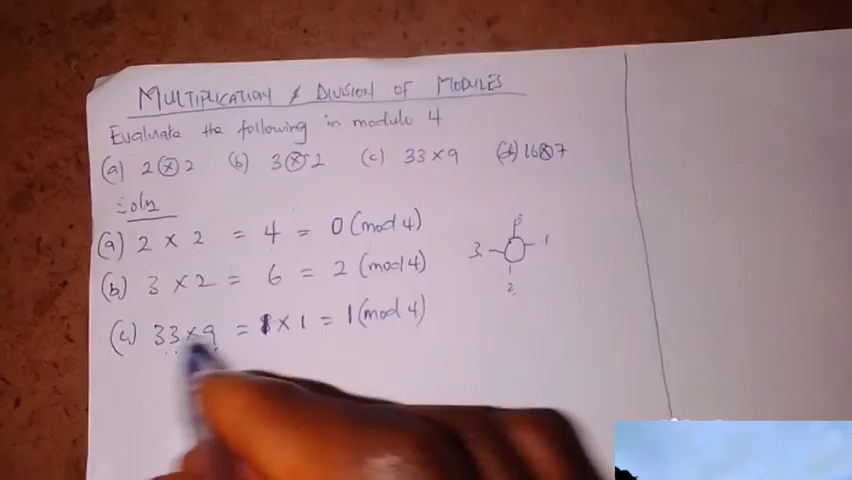 MULTIPLICATION & DIVISION OF MODULES
Evaluate the following in modulo 4
(a) 2 ⊗ 2 (b) 3 ⊗ 2 (c) 33 × 9 (d) 16 ⊗ 7
Soln
(a) 2 × 2 = 4 = 0 (mod 4)
(b) 3 × 2 = 6 = 2 (mod 4)
(c) 33 × 9 = 1 × 1 = 1 (mod 4)
0
3 1
2